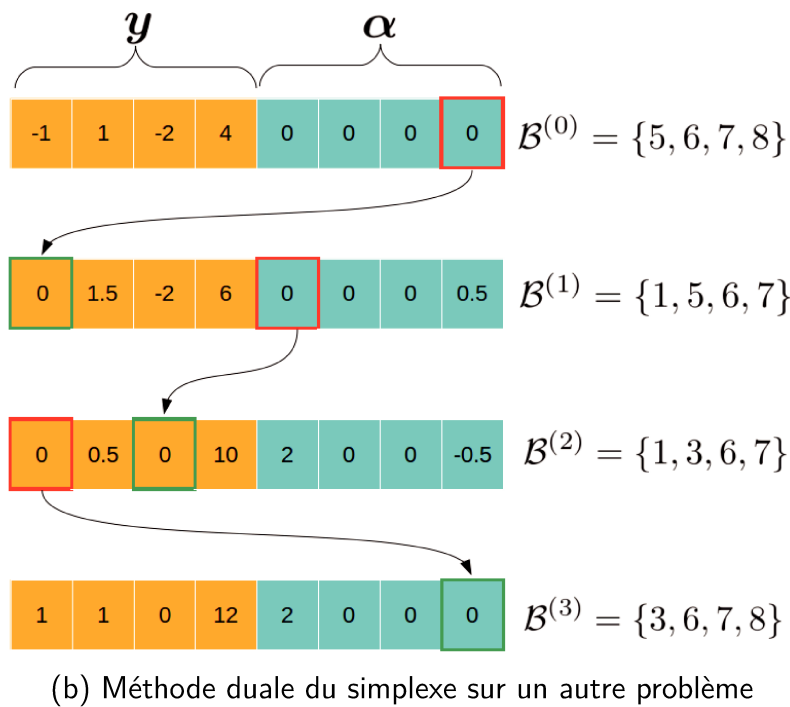 y α
-1 1 -2 4 0 0 0 0 𝓑⁽⁰⁾ = {5, 6, 7, 8}
0 1.5 -2 6 0 0 0 0.5 𝓑⁽¹⁾ = {1, 5, 6, 7}
0 0.5 0 10 2 0 0 -0.5 𝓑⁽²⁾ = {1, 3, 6, 7}
1 1 0 12 2 0 0 0 𝓑⁽³⁾ = {3, 6, 7, 8}
(b) Méthode duale du simplexe sur un autre problème